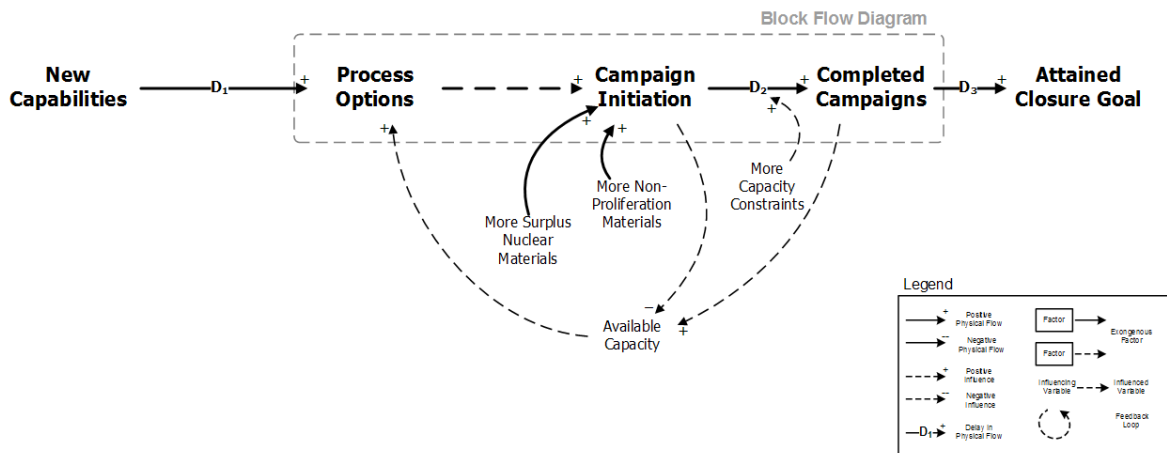 Block Flow Diagram
New
Capabilities
D₁
+
Process
Options
+
+
Campaign
Initiation
+
+
D₂
+
+
Completed
Campaigns
D₃
+
Attained
Closure Goal
More Non-
Proliferation
Materials
More
Capacity
Constraints
More Surplus
Nuclear
Materials
−
Available
Capacity
+
Legend
+
Positive
Physical Flow
--
Negative
Physical Flow
+
Positive
Influence
--
Negative
Influence
D₁
+
Delay in
Physical Flow
Factor
Exongenous
Factor
Factor
Influencing
Variable
Influenced
Variable
Feedback
Loop